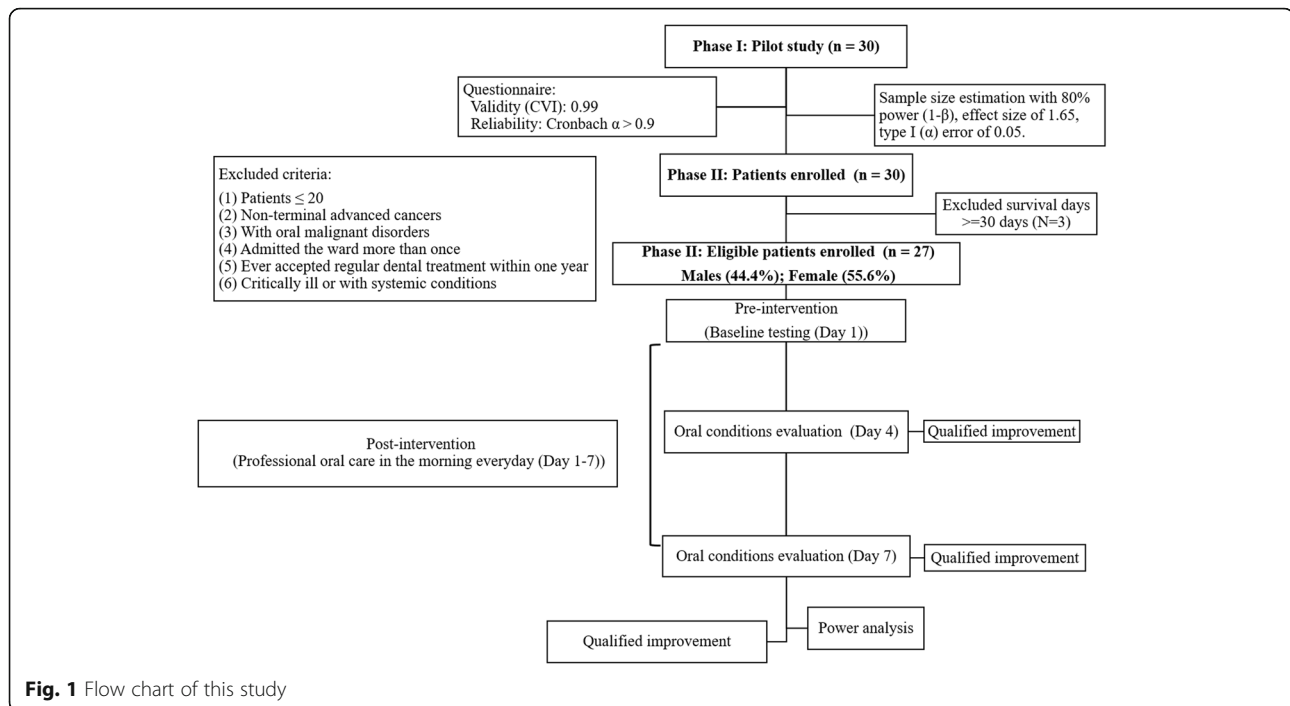 Phase I: Pilot study (n = 30)
Questionnaire:
Validity (CVI): 0.99
Reliability: Cronbach α > 0.9
Sample size estimation with 80%
power (1-β), effect size of 1.65,
type I (α) error of 0.05.
Excluded criteria:
(1) Patients ≤ 20
(2) Non-terminal advanced cancers
(3) With oral malignant disorders
(4) Admitted the ward more than once
(5) Ever accepted regular dental treatment within one year
(6) Critically ill or with systemic conditions
Phase II: Patients enrolled (n = 30)
Excluded survival days
>=30 days (N=3)
Phase II: Eligible patients enrolled (n = 27)
Males (44.4%); Female (55.6%)
Pre-intervention
(Baseline testing (Day 1))
Oral conditions evaluation (Day 4)
Qualified improvement
Post-intervention
(Professional oral care in the morning everyday (Day 1-7))
Oral conditions evaluation (Day 7)
Qualified improvement
Power analysis
Qualified improvement
Fig. 1 Flow chart of this study